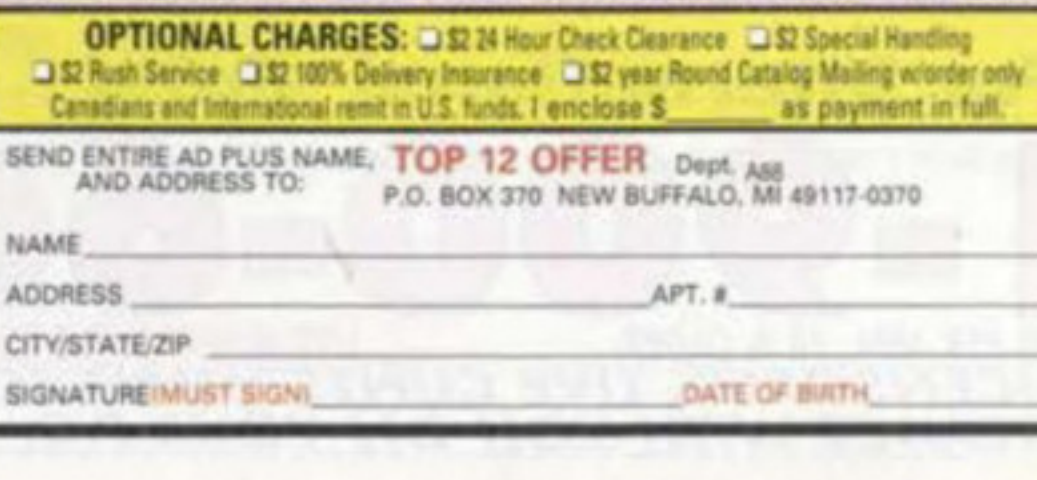 OPTIONAL CHARGES: $2 24 Hour Check Clearance $2 Special Handling
$2 Rush Service $2 100% Delivery Insurance $2 year Round Catalog Mailing w/order only
Canadians and International remit in U.S. funds. I enclose $________ as payment in full.
SEND ENTIRE AD PLUS NAME, AND ADDRESS TO:
TOP 12 OFFER Dept. A88
P.O. BOX 370 NEW BUFFALO, MI 49117-0370
NAME
ADDRESS APT. #
CITY/STATE/ZIP
SIGNATURE (MUST SIGN) DATE OF BIRTH